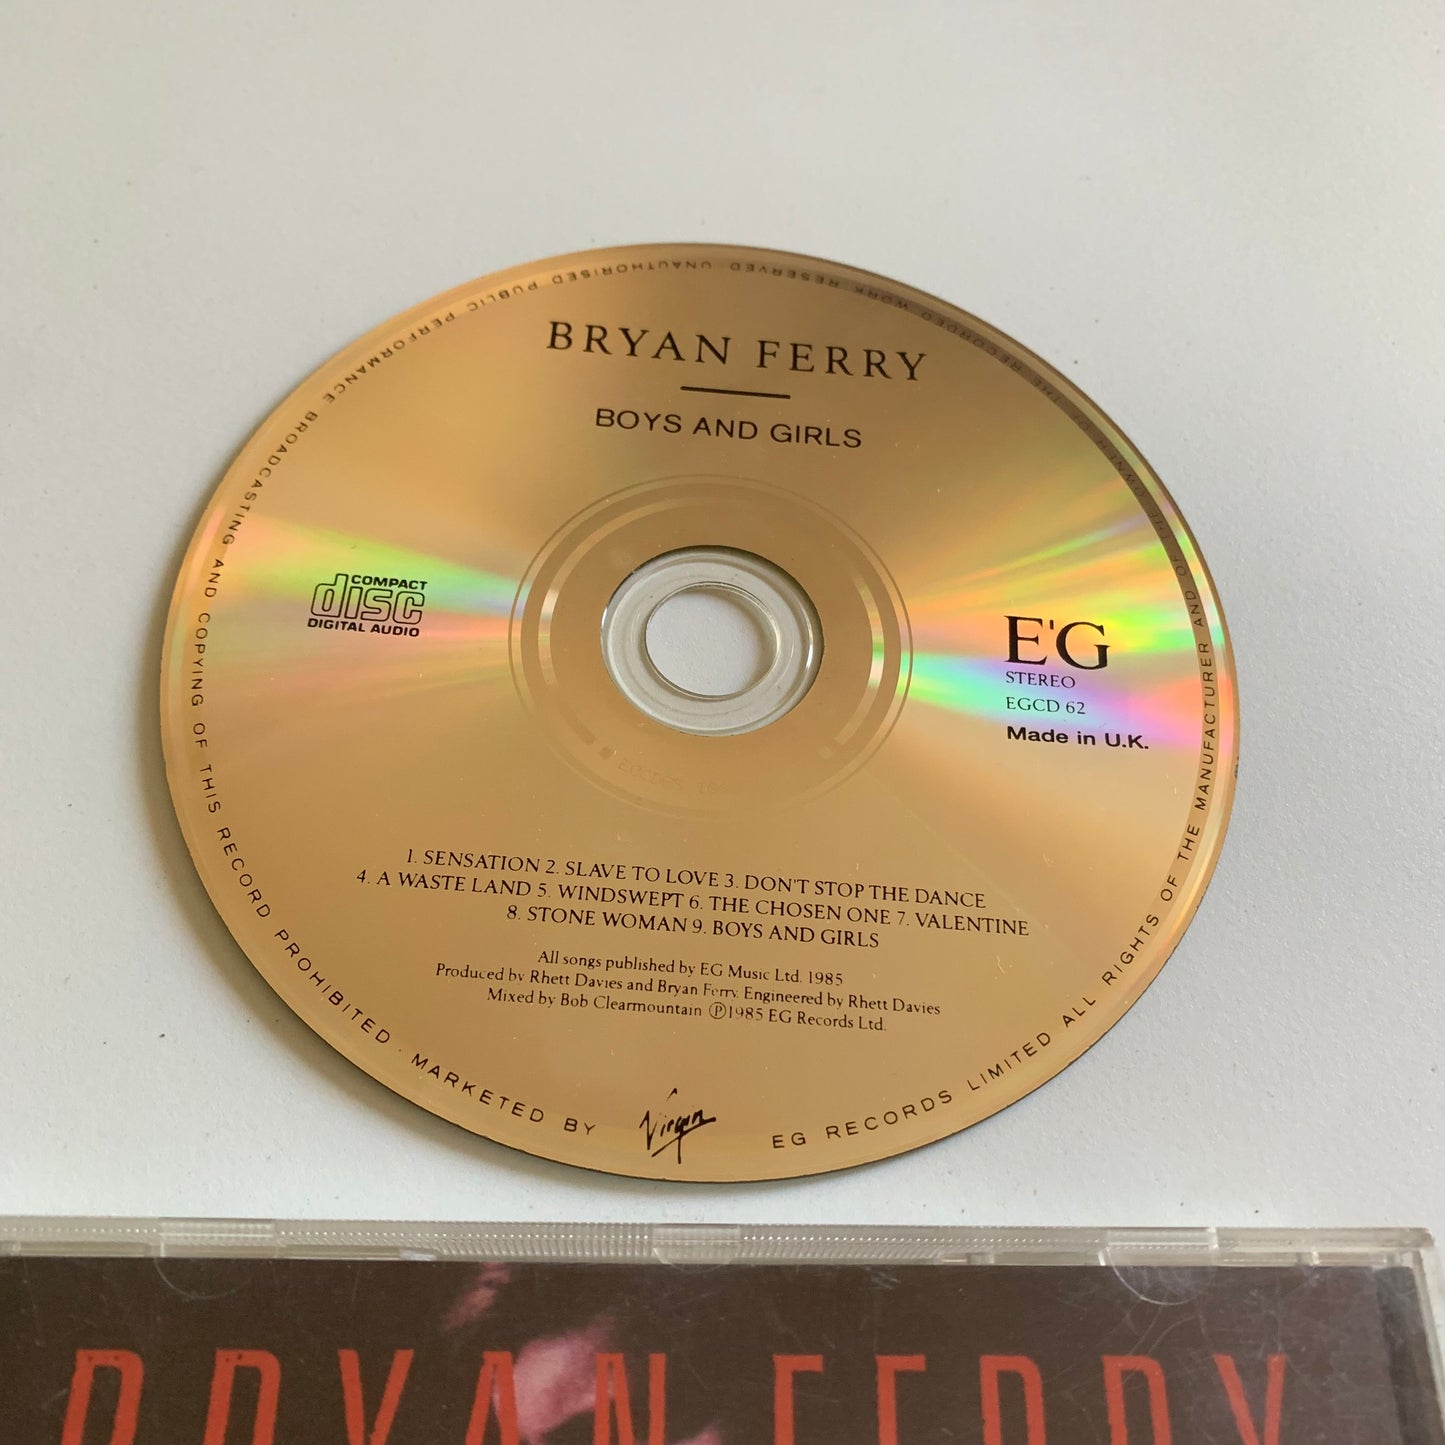 BRYAN FERRY
BOYS AND GIRLS
COMPACT
disc
DIGITAL AUDIO
E'G
STEREO
EGCD 62
Made in U.K.
1. SENSATION 2. SLAVE TO LOVE 3. DON'T STOP THE DANCE
4. A WASTE LAND 5. WINDSWEPT 6. THE CHOSEN ONE 7. VALENTINE
8. STONE WOMAN 9. BOYS AND GIRLS
All songs published by EG Music Ltd. 1985
Produced by Rhett Davies and Bryan Ferry. Engineered by Rhett Davies
Mixed by Bob Clearmountain ℗1985 EG Records Ltd.
EG RECORDS LIMITED ALL RIGHTS OF THE MANUFACTURER AND OF THE OWNER OF THE RECORDED WORK RESERVED UNAUTHORISED PUBLIC PERFORMANCE BROADCASTING AND COPYING OF THIS RECORD PROHIBITED · MARKETED BY
Virgin
BRYAN FERRY